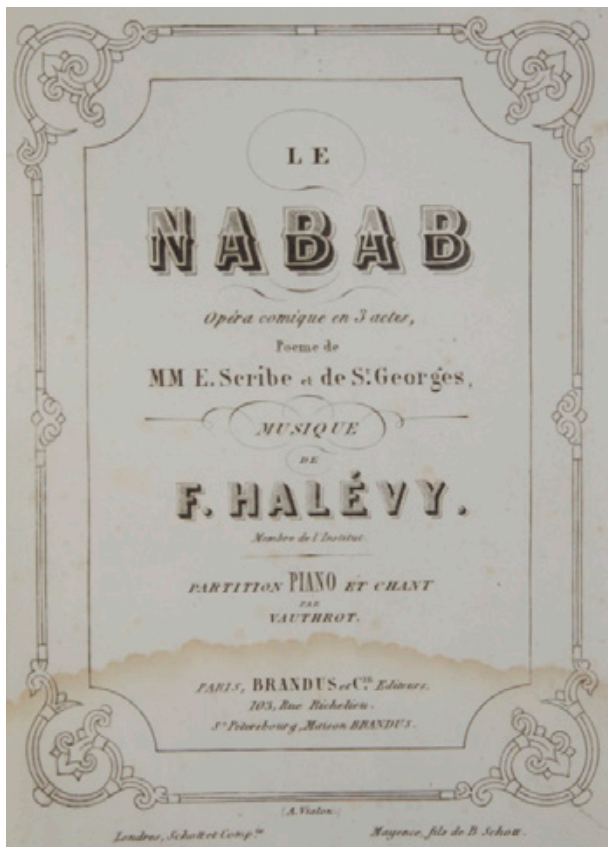 LE
NABAB
Opéra comique en 3 actes,
Poeme de
MM E. Scribe et de St. Georges,
MUSIQUE
DE
F. HALÉVY.
Membre de l'Institut.
PARTITION PIANO ET CHANT
PAR
VAUTHROT.
PARIS, BRANDUS et Cie. Editeurs.
103, Rue Richelieu.
St Petersbourg, Maison BRANDUS.
(A. Vialon.)
Londres, Schott et Comp.ie
Mayence, fils de B Schott.